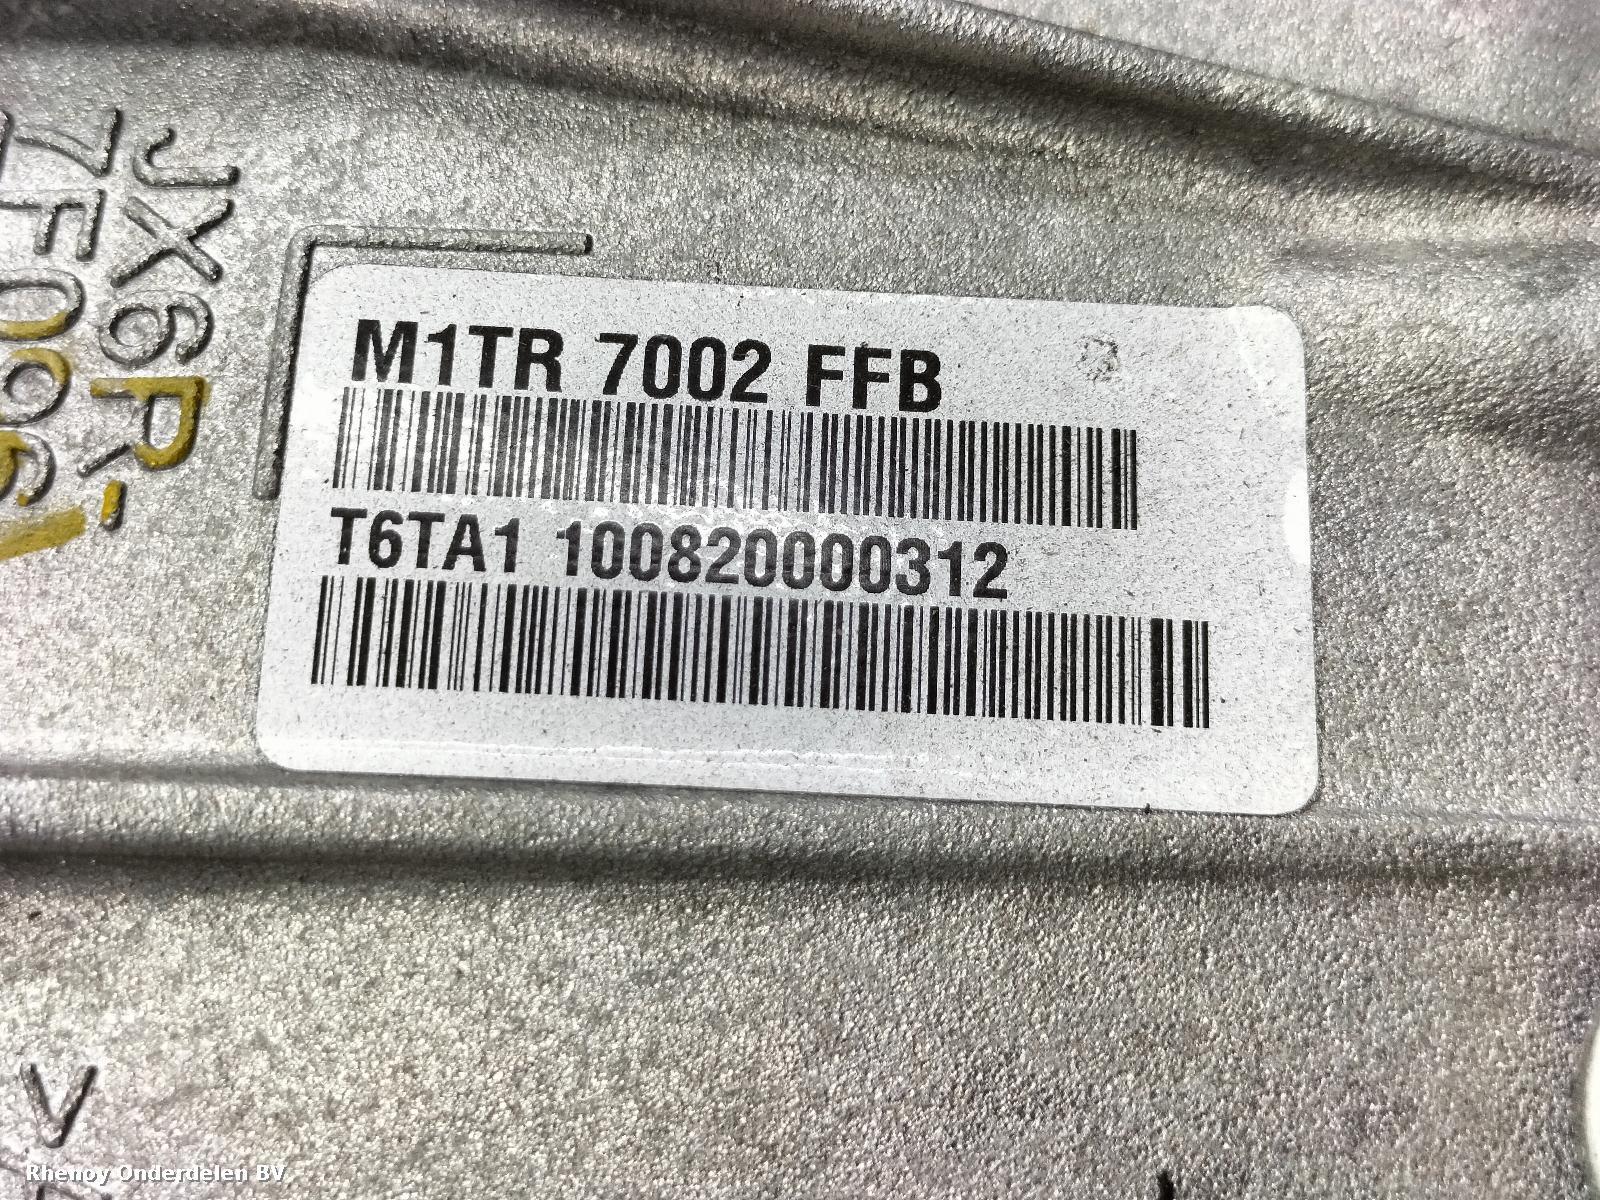 JX6R-
7F096
M1TR 7002 FFB
T6TA1 100820000312
V
Rhenoy Onderdelen BV